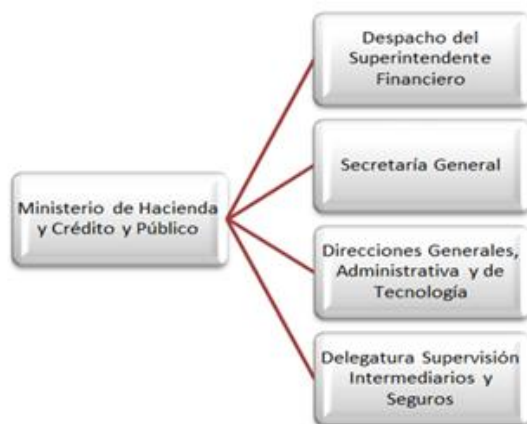 Ministerio de Hacienda
y Crédito y Público
Despacho del
Superintendente
Financiero
Secretaría General
Direcciones Generales,
Administrativa y de
Tecnología
Delegatura Supervisión
Intermediarios y
Seguros